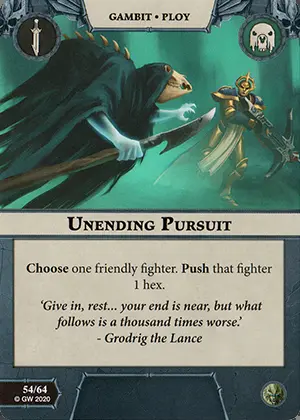 GAMBIT • PLOY
UNENDING PURSUIT
Choose one friendly fighter. Push that fighter
1 hex.
‘Give in, rest... your end is near, but what
follows is a thousand times worse.’
- Grodrig the Lance
54/64
© GW 2020